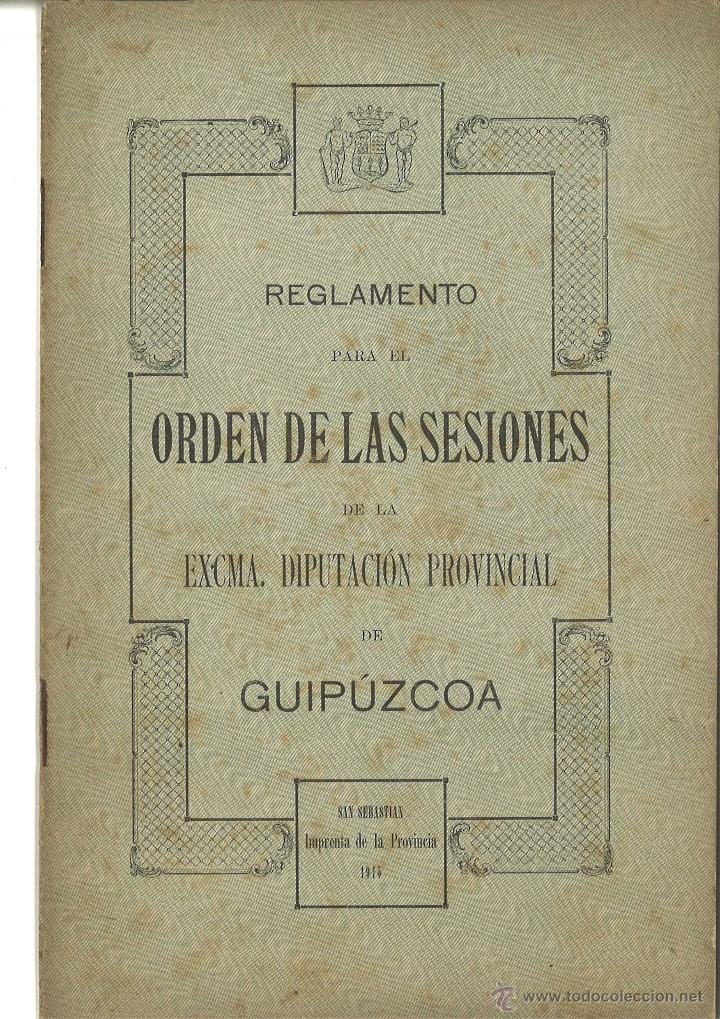 REGLAMENTO
PARA EL
ORDEN DE LAS SESIONES
DE LA
EXCMA. DIPUTACIÓN PROVINCIAL
DE
GUIPÚZCOA
SAN SEBASTIAN
Imprenta de la Provincia
1915
www.todocoleccion.net